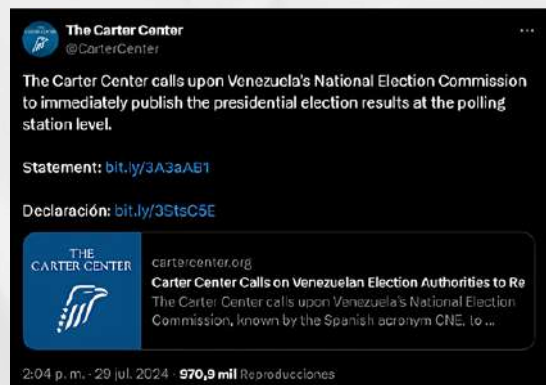 The Carter Center
@CarterCenter
The Carter Center calls upon Venezuela's National Election Commission
to immediately publish the presidential election results at the polling
station level.
Statement: bit.ly/3A3aAB1
Declaración: bit.ly/3StsC5E
THE
CARTER CENTER
cartercenter.org
Carter Center Calls on Venezuelan Election Authorities to Re
The Carter Center calls upon Venezuela's National Election
Commission, known by the Spanish acronym CNE, to ...
2:04 p. m. · 29 jul. 2024 · 970,9 mil Reproducciones